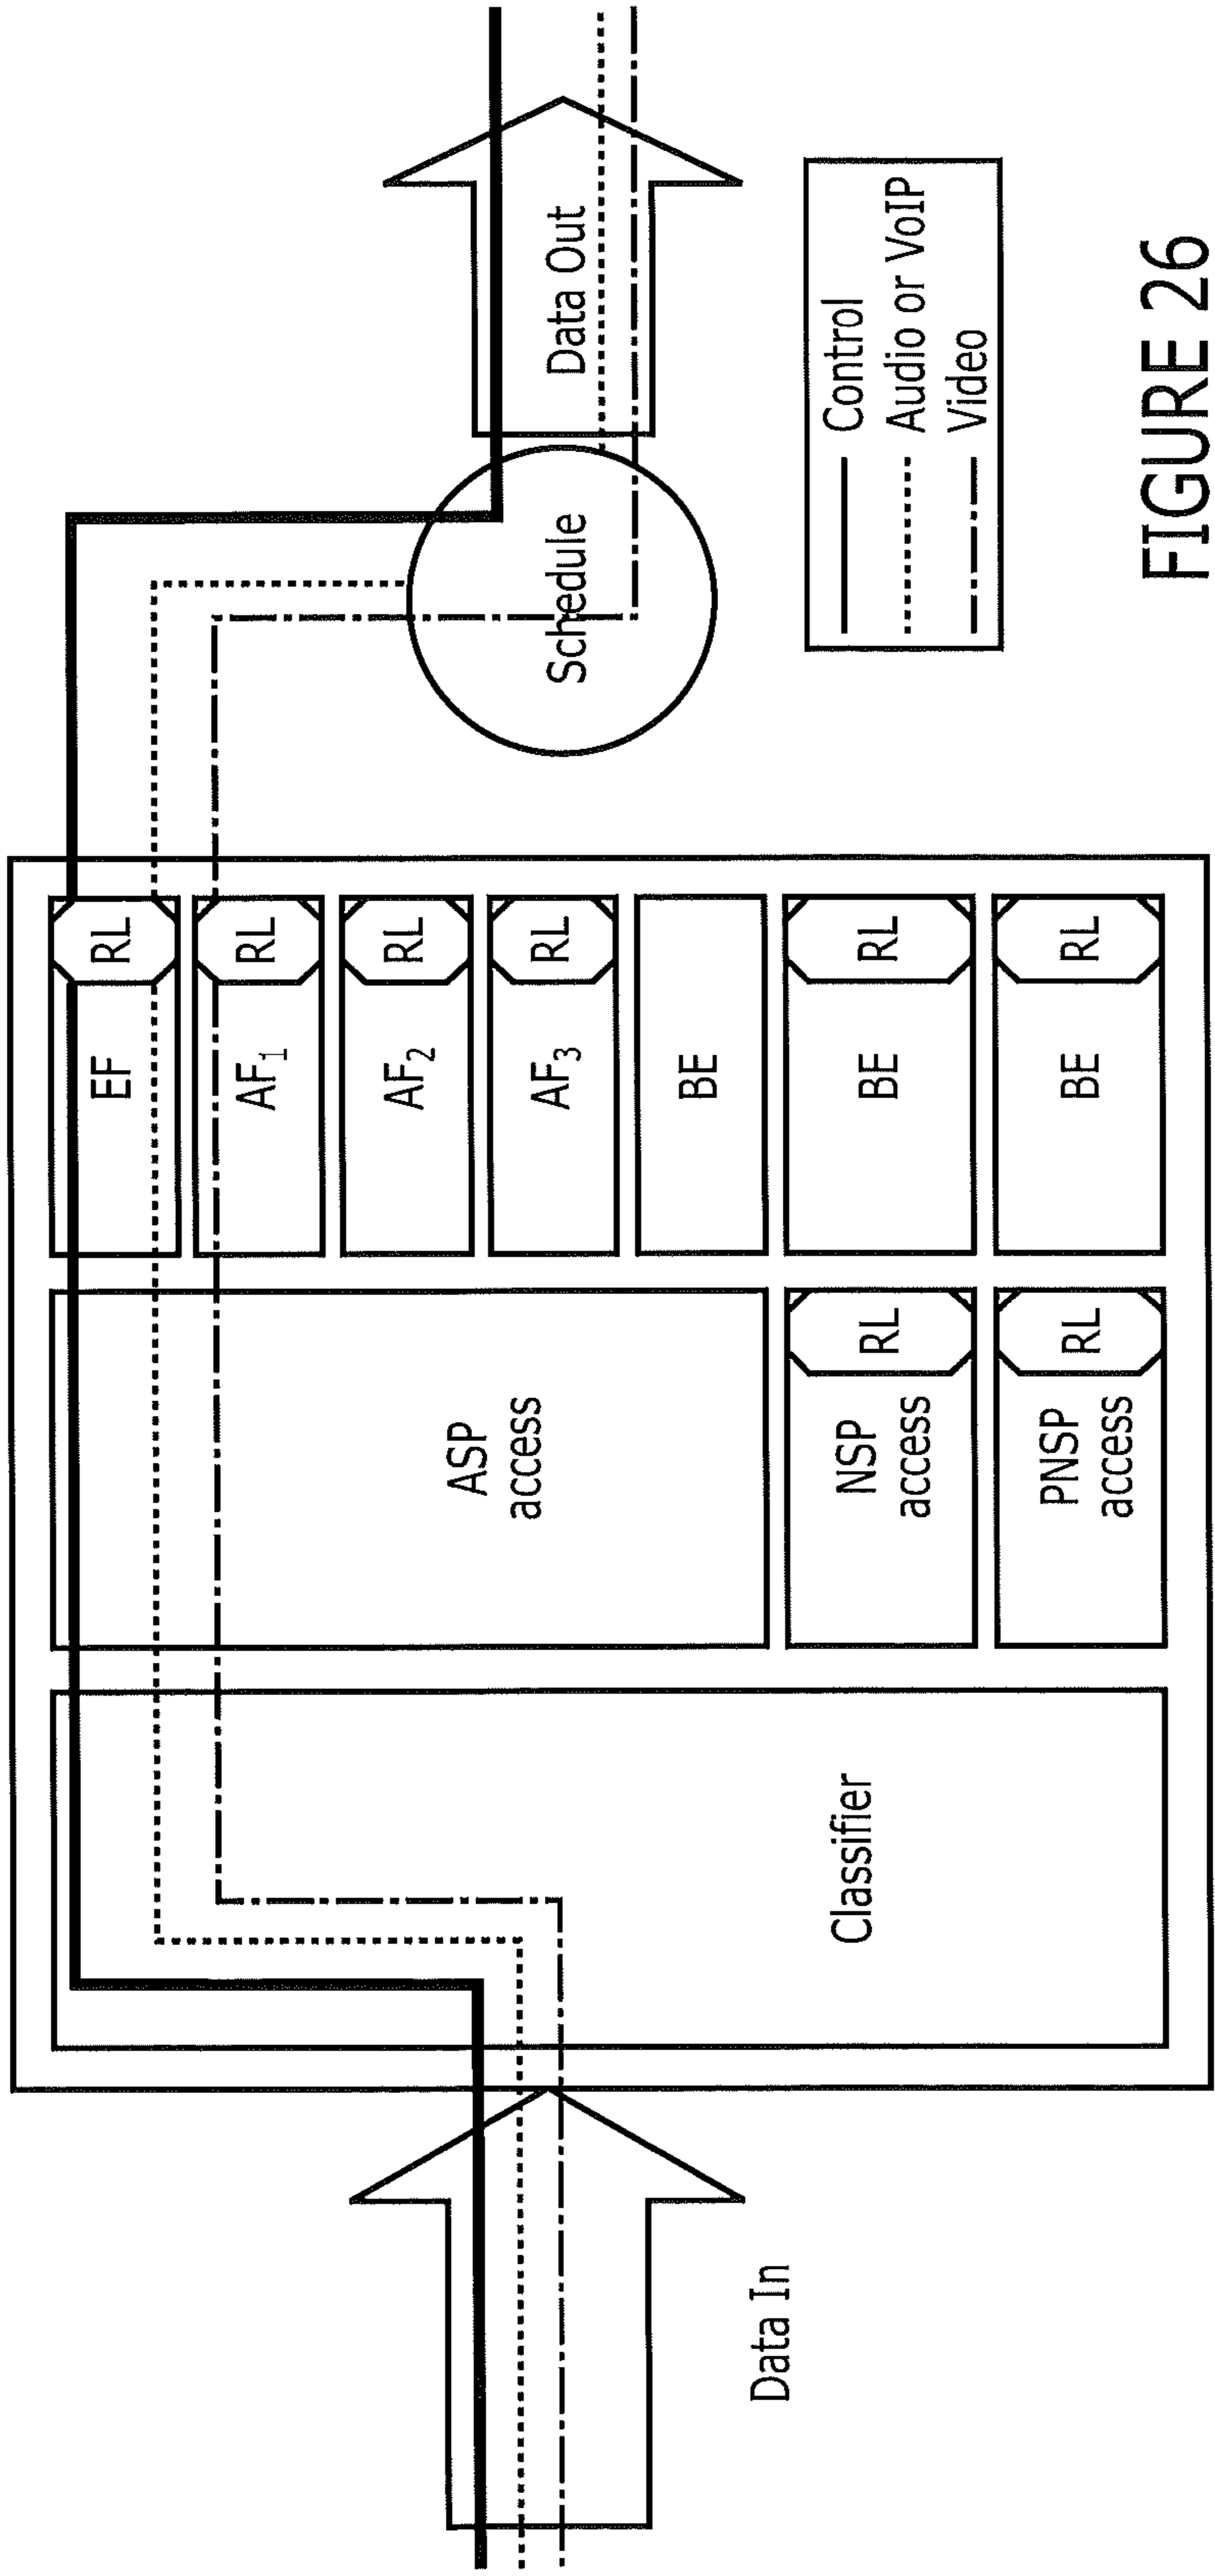 Data In
Classifier
ASP
access
NSP
access
RL
PNSP
access
RL
EF
RL
AF1
RL
AF2
RL
AF3
RL
BE
BE
RL
BE
RL
Schedule
Data Out
Control
Audio or VoIP
Video
FIGURE 26